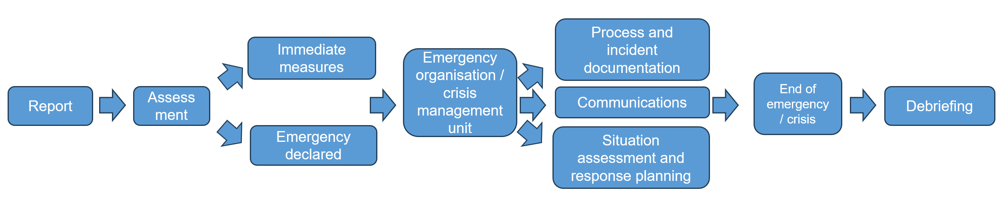 Report
Assess
ment
Immediate
measures
Emergency
declared
Emergency
organisation /
crisis
management
unit
Process and
incident
documentation
Communications
Situation
assessment and
response planning
End of
emergency
/ crisis
Debriefing